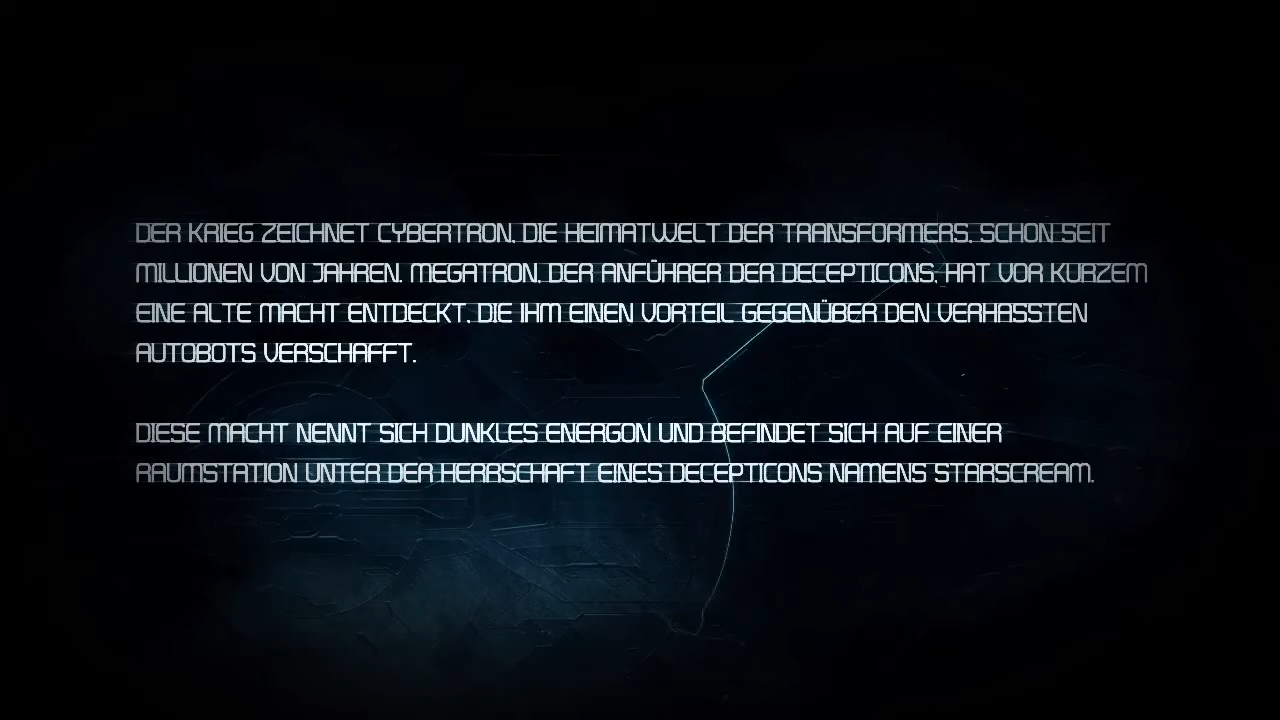 DER KRIEG ZEICHNET CYBERTRON, DIE HEIMATWELT DER TRANSFORMERS, SCHON SEIT
MILLIONEN VON JAHREN. MEGATRON, DER ANFÜHRER DER DECEPTICONS, HAT VOR KURZEM
EINE ALTE MACHT ENTDECKT, DIE IHM EINEN VORTEIL GEGENÜBER DEN VERHASSTEN
AUTOBOTS VERSCHAFFT.
DIESE MACHT NENNT SICH DUNKLES ENERGON UND BEFINDET SICH AUF EINER
RAUMSTATION UNTER DER HERRSCHAFT EINES DECEPTICONS NAMENS STARSCREAM.